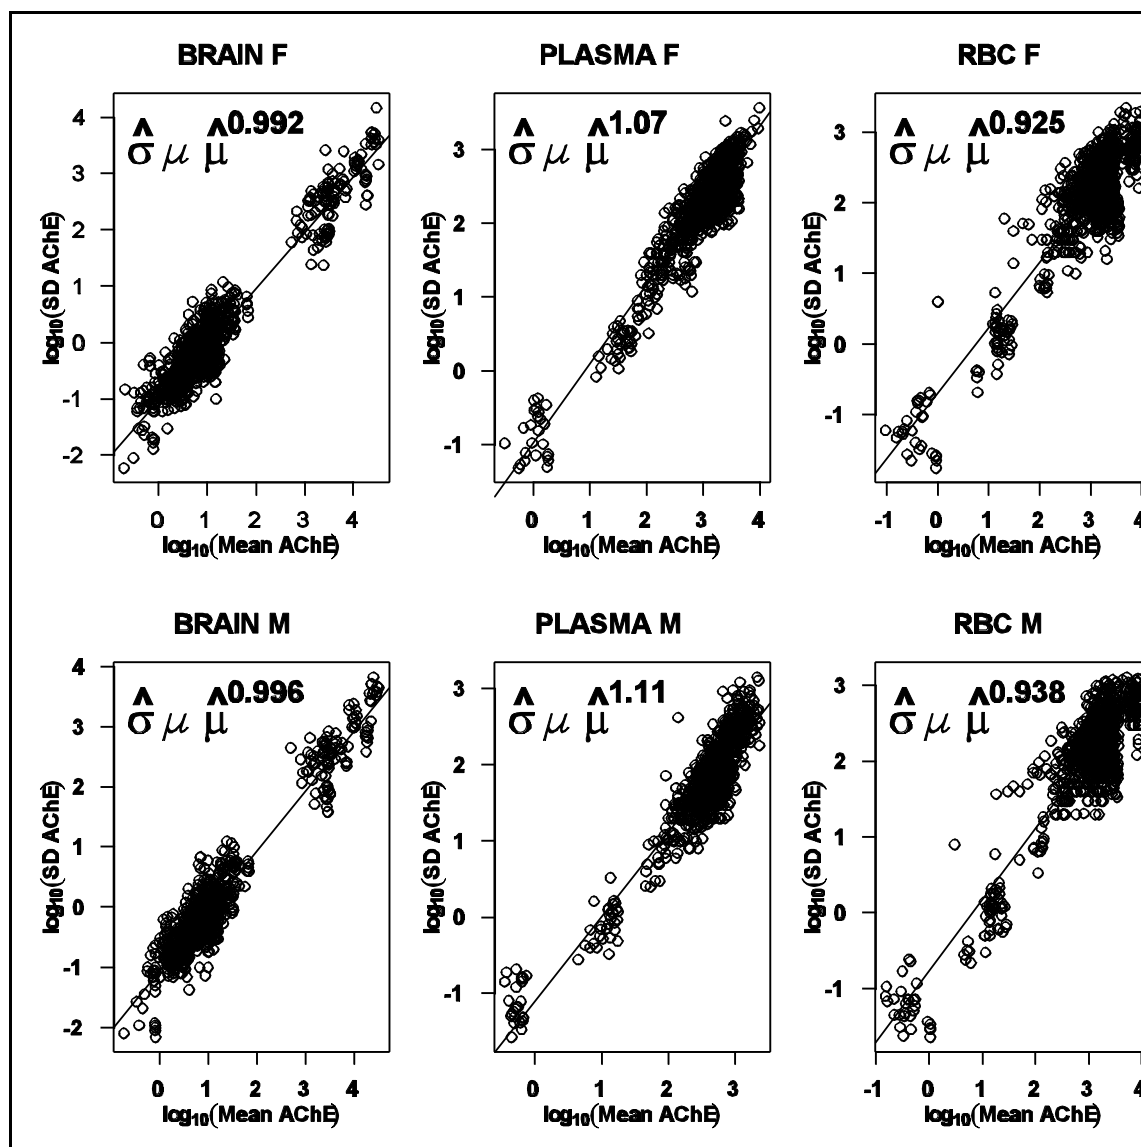 BRAIN F
PLASMA F
RBC F
σ̂ μ μ̂^0.992
σ̂ μ μ̂^1.07
σ̂ μ μ̂^0.925
log10(SD AChE)
4
3
2
1
0
-1
-2
log10(SD AChE)
3
2
1
0
-1
log10(SD AChE)
3
2
1
0
-1
0 1 2 3 4
0 1 2 3 4
-1 0 1 2 3 4
log10(Mean AChE)
log10(Mean AChE)
log10(Mean AChE)
BRAIN M
PLASMA M
RBC M
σ̂ μ μ̂^0.996
σ̂ μ μ̂^1.11
σ̂ μ μ̂^0.938
log10(SD AChE)
4
3
2
1
0
-1
-2
log10(SD AChE)
3
2
1
0
-1
log10(SD AChE)
3
2
1
0
-1
0 1 2 3 4
0 1 2 3
-1 0 1 2 3 4
log10(Mean AChE)
log10(Mean AChE)
log10(Mean AChE)